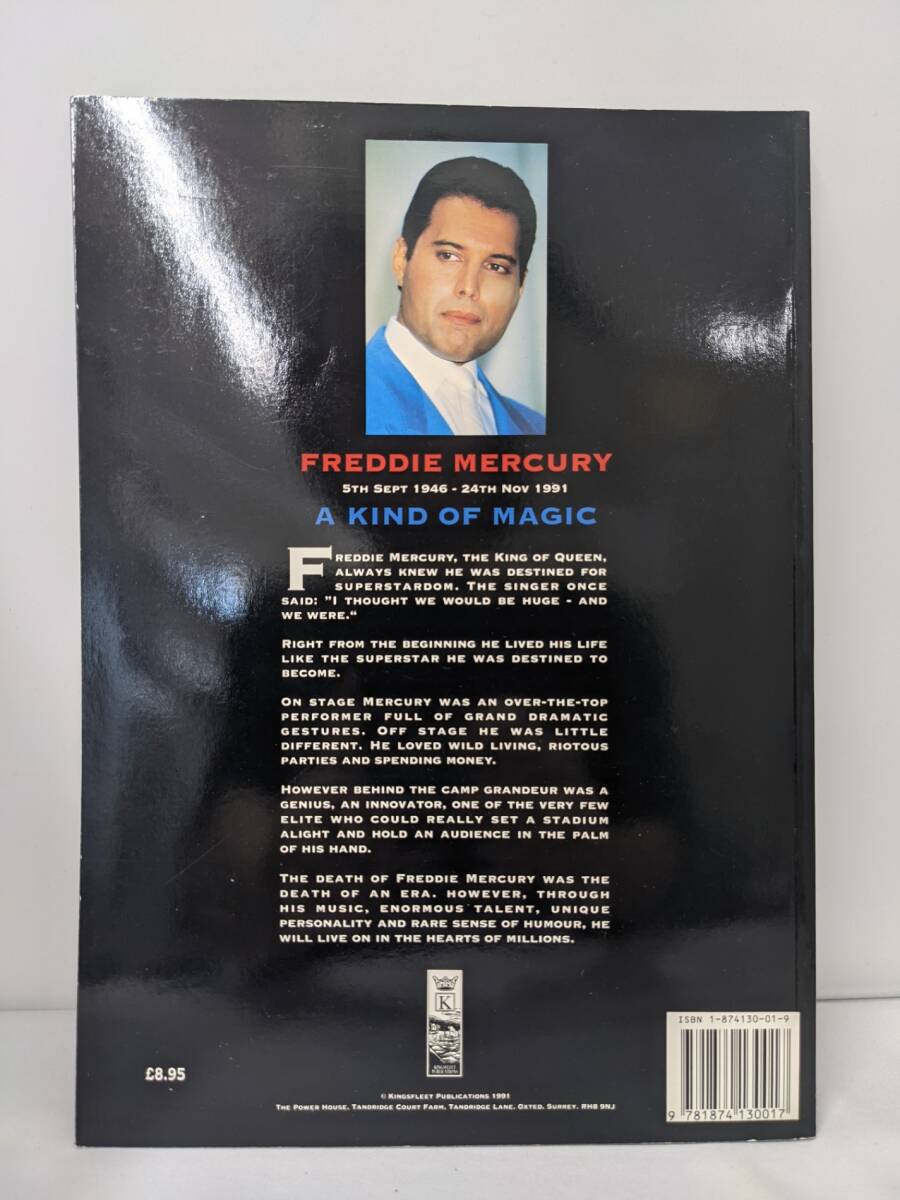 FREDDIE MERCURY
5TH SEPT 1946 - 24TH NOV 1991
A KIND OF MAGIC
FREDDIE MERCURY, THE KING OF QUEEN,
ALWAYS KNEW HE WAS DESTINED FOR
SUPERSTARDOM. THE SINGER ONCE
SAID: "I THOUGHT WE WOULD BE HUGE - AND
WE WERE."
RIGHT FROM THE BEGINNING HE LIVED HIS LIFE
LIKE THE SUPERSTAR HE WAS DESTINED TO
BECOME.
ON STAGE MERCURY WAS AN OVER-THE-TOP
PERFORMER FULL OF GRAND DRAMATIC
GESTURES. OFF STAGE HE WAS LITTLE
DIFFERENT. HE LOVED WILD LIVING, RIOTOUS
PARTIES AND SPENDING MONEY.
HOWEVER BEHIND THE CAMP GRANDEUR WAS A
GENIUS, AN INNOVATOR, ONE OF THE VERY FEW
ELITE WHO COULD REALLY SET A STADIUM
ALIGHT AND HOLD AN AUDIENCE IN THE PALM
OF HIS HAND.
THE DEATH OF FREDDIE MERCURY WAS THE
DEATH OF AN ERA. HOWEVER, THROUGH
HIS MUSIC, ENORMOUS TALENT, UNIQUE
PERSONALITY AND RARE SENSE OF HUMOUR, HE
WILL LIVE ON IN THE HEARTS OF MILLIONS.
K
KINGSFLEET
PUBLICATIONS
£8.95
© KINGSFLEET PUBLICATIONS 1991
THE POWER HOUSE, TANDRIDGE COURT FARM, TANDRIDGE LANE, OXTED, SURREY. RH8 9NJ
ISBN 1-874130-01-9
9 781874 130017